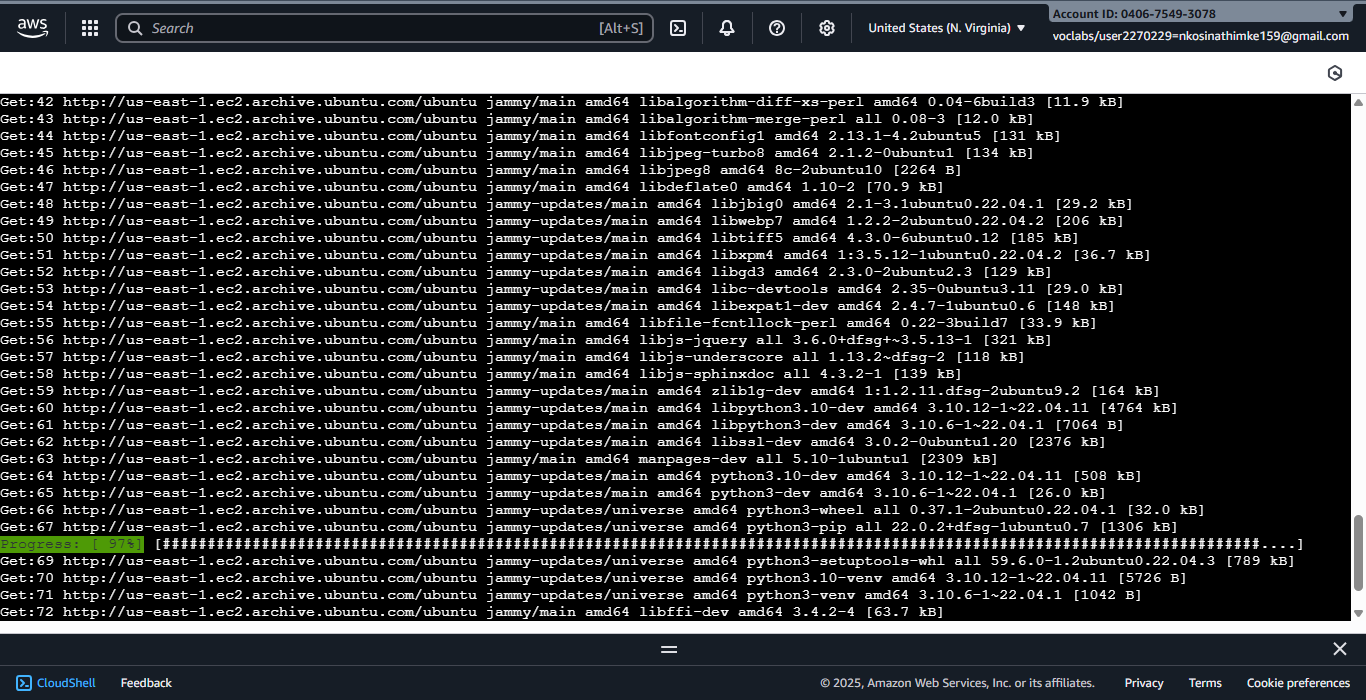 aws
Search [Alt+S]
United States (N. Virginia)
Account ID: 0406-7549-3078
voclabs/user2270229=nkosinathimke159@gmail.com
Get:42 http://us-east-1.ec2.archive.ubuntu.com/ubuntu jammy/main amd64 libalgorithm-diff-xs-perl amd64 0.04-6build3 [11.9 kB]
Get:43 http://us-east-1.ec2.archive.ubuntu.com/ubuntu jammy/main amd64 libalgorithm-merge-perl all 0.08-3 [12.0 kB]
Get:44 http://us-east-1.ec2.archive.ubuntu.com/ubuntu jammy/main amd64 libfontconfig1 amd64 2.13.1-4.2ubuntu5 [131 kB]
Get:45 http://us-east-1.ec2.archive.ubuntu.com/ubuntu jammy/main amd64 libjpeg-turbo8 amd64 2.1.2-0ubuntu1 [134 kB]
Get:46 http://us-east-1.ec2.archive.ubuntu.com/ubuntu jammy/main amd64 libjpeg8 amd64 8c-2ubuntu10 [2264 B]
Get:47 http://us-east-1.ec2.archive.ubuntu.com/ubuntu jammy/main amd64 libdeflate0 amd64 1.10-2 [70.9 kB]
Get:48 http://us-east-1.ec2.archive.ubuntu.com/ubuntu jammy-updates/main amd64 libjbig0 amd64 2.1-3.1ubuntu0.22.04.1 [29.2 kB]
Get:49 http://us-east-1.ec2.archive.ubuntu.com/ubuntu jammy-updates/main amd64 libwebp7 amd64 1.2.2-2ubuntu0.22.04.2 [206 kB]
Get:50 http://us-east-1.ec2.archive.ubuntu.com/ubuntu jammy-updates/main amd64 libtiff5 amd64 4.3.0-6ubuntu0.12 [185 kB]
Get:51 http://us-east-1.ec2.archive.ubuntu.com/ubuntu jammy-updates/main amd64 libxpm4 amd64 1:3.5.12-1ubuntu0.22.04.2 [36.7 kB]
Get:52 http://us-east-1.ec2.archive.ubuntu.com/ubuntu jammy-updates/main amd64 libgd3 amd64 2.3.0-2ubuntu2.3 [129 kB]
Get:53 http://us-east-1.ec2.archive.ubuntu.com/ubuntu jammy-updates/main amd64 libc-devtools amd64 2.35-0ubuntu3.11 [29.0 kB]
Get:54 http://us-east-1.ec2.archive.ubuntu.com/ubuntu jammy-updates/main amd64 libexpat1-dev amd64 2.4.7-1ubuntu0.6 [148 kB]
Get:55 http://us-east-1.ec2.archive.ubuntu.com/ubuntu jammy/main amd64 libfile-fcntllock-perl amd64 0.22-3build7 [33.9 kB]
Get:56 http://us-east-1.ec2.archive.ubuntu.com/ubuntu jammy/main amd64 libjs-jquery all 3.6.0+dfsg+~3.5.13-1 [321 kB]
Get:57 http://us-east-1.ec2.archive.ubuntu.com/ubuntu jammy/main amd64 libjs-underscore all 1.13.2~dfsg-2 [118 kB]
Get:58 http://us-east-1.ec2.archive.ubuntu.com/ubuntu jammy/main amd64 libjs-sphinxdoc all 4.3.2-1 [139 kB]
Get:59 http://us-east-1.ec2.archive.ubuntu.com/ubuntu jammy-updates/main amd64 zlib1g-dev amd64 1:1.2.11.dfsg-2ubuntu9.2 [164 kB]
Get:60 http://us-east-1.ec2.archive.ubuntu.com/ubuntu jammy-updates/main amd64 libpython3.10-dev amd64 3.10.12-1~22.04.11 [4764 kB]
Get:61 http://us-east-1.ec2.archive.ubuntu.com/ubuntu jammy-updates/main amd64 libpython3-dev amd64 3.10.6-1~22.04.1 [7064 B]
Get:62 http://us-east-1.ec2.archive.ubuntu.com/ubuntu jammy-updates/main amd64 libssl-dev amd64 3.0.2-0ubuntu1.20 [2376 kB]
Get:63 http://us-east-1.ec2.archive.ubuntu.com/ubuntu jammy/main amd64 manpages-dev all 5.10-1ubuntu1 [2309 kB]
Get:64 http://us-east-1.ec2.archive.ubuntu.com/ubuntu jammy-updates/main amd64 python3.10-dev amd64 3.10.12-1~22.04.11 [508 kB]
Get:65 http://us-east-1.ec2.archive.ubuntu.com/ubuntu jammy-updates/main amd64 python3-dev amd64 3.10.6-1~22.04.1 [26.0 kB]
Get:66 http://us-east-1.ec2.archive.ubuntu.com/ubuntu jammy-updates/universe amd64 python3-wheel all 0.37.1-2ubuntu0.22.04.1 [32.0 kB]
Get:67 http://us-east-1.ec2.archive.ubuntu.com/ubuntu jammy-updates/universe amd64 python3-pip all 22.0.2+dfsg-1ubuntu0.7 [1306 kB]
Progress: [ 97%] [##########################################################################################################################....]
Get:69 http://us-east-1.ec2.archive.ubuntu.com/ubuntu jammy-updates/universe amd64 python3-setuptools-whl all 59.6.0-1.2ubuntu0.22.04.3 [789 kB]
Get:70 http://us-east-1.ec2.archive.ubuntu.com/ubuntu jammy-updates/universe amd64 python3.10-venv amd64 3.10.12-1~22.04.11 [5726 B]
Get:71 http://us-east-1.ec2.archive.ubuntu.com/ubuntu jammy-updates/universe amd64 python3-venv amd64 3.10.6-1~22.04.1 [1042 B]
Get:72 http://us-east-1.ec2.archive.ubuntu.com/ubuntu jammy/main amd64 libffi-dev amd64 3.4.2-4 [63.7 kB]
CloudShell Feedback © 2025, Amazon Web Services, Inc. or its affiliates. Privacy Terms Cookie preferences